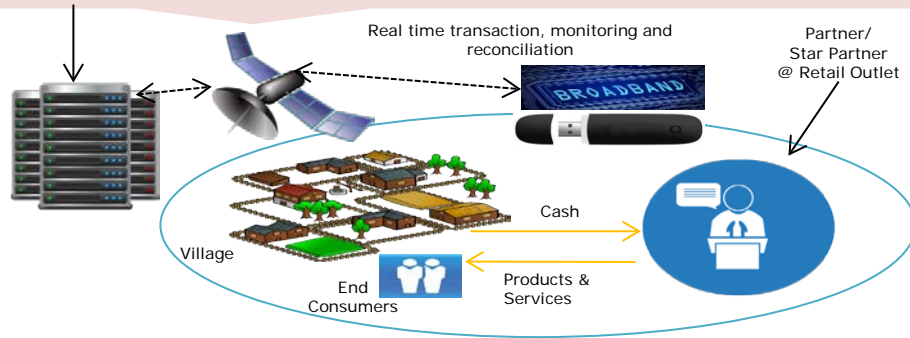 Real time transaction, monitoring and
reconciliation
Partner/
Star Partner
@ Retail Outlet
BROADBAND
Cash
Village
End
Consumers
Products &
Services